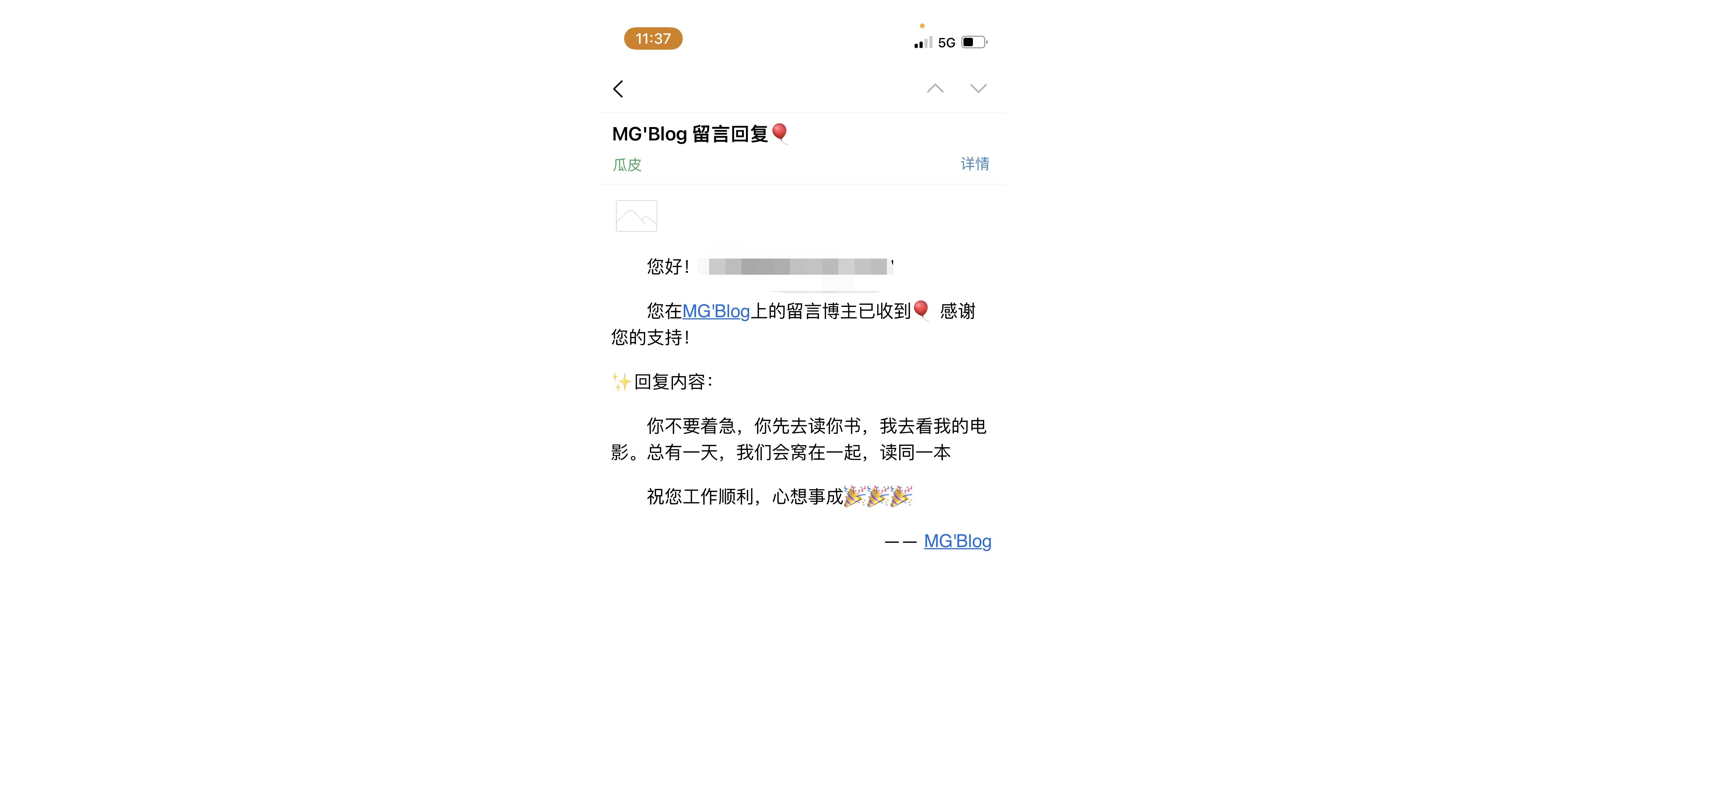 11:37
5G
MG'Blog 留言回复🎈
瓜皮
详情
您好！
您在MG'Blog上的留言博主已收到🎈 感谢
您的支持！
✨回复内容：
你不要着急，你先去读你书，我去看我的电
影。总有一天，我们会窝在一起，读同一本
祝您工作顺利，心想事成🎉🎉🎉
—— MG'Blog